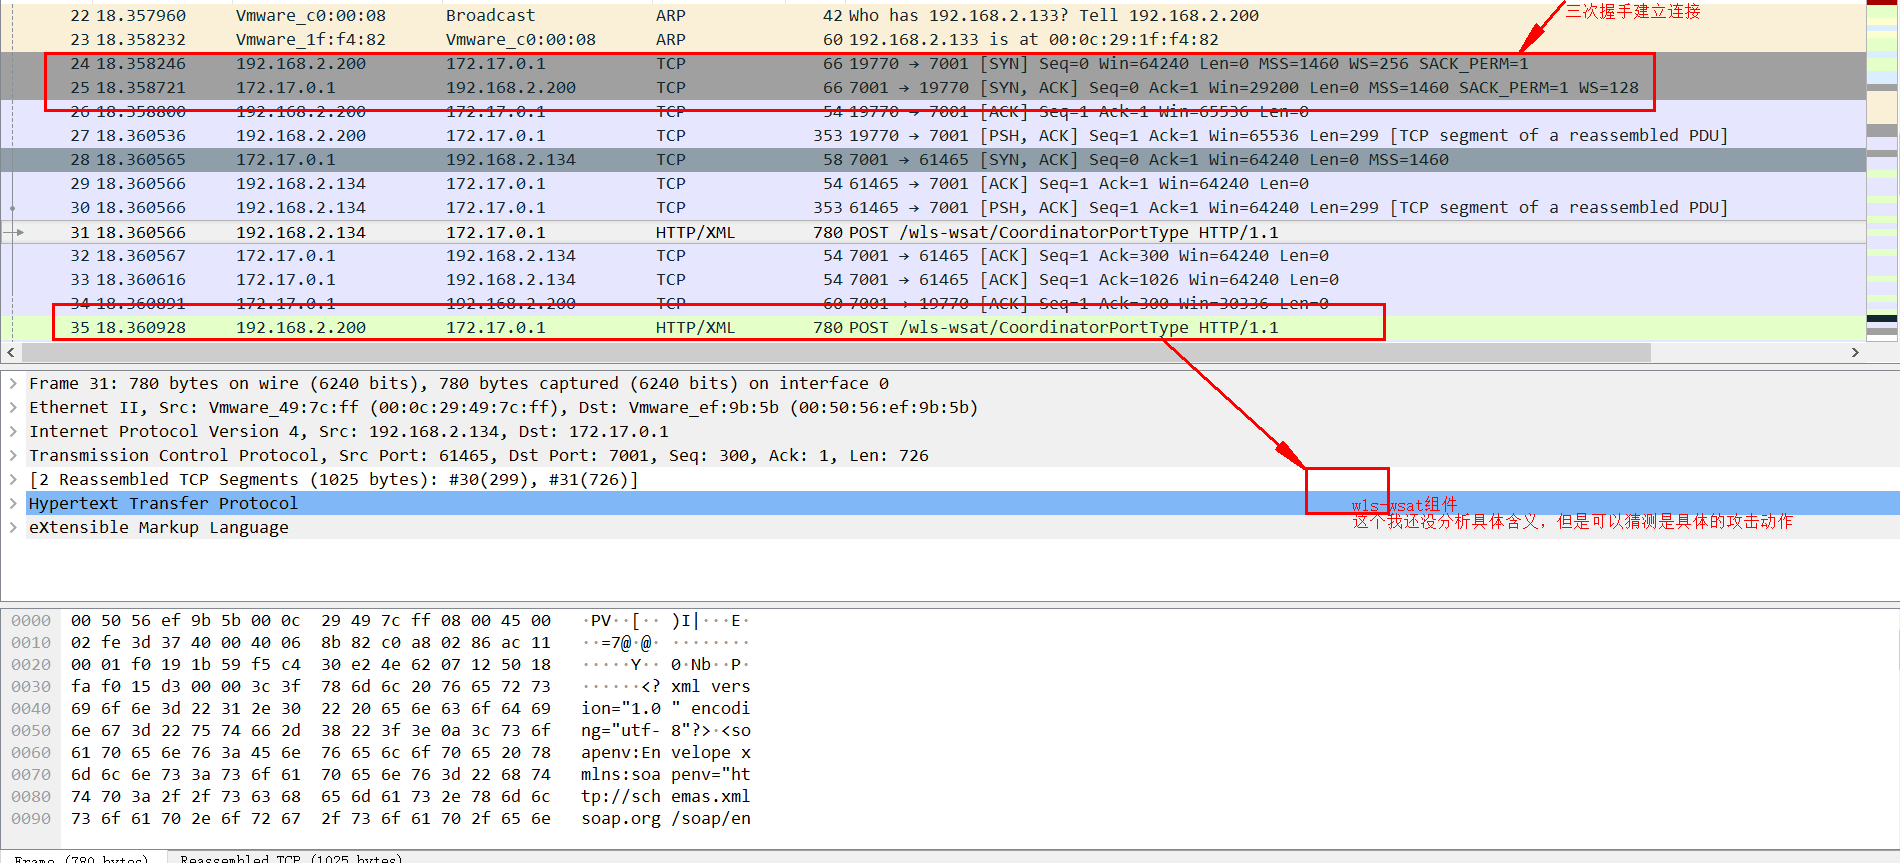 22 18.357960 Vmware_c0:00:08 Broadcast ARP 42 Who has 192.168.2.133? Tell 192.168.2.200
三次握手建立连接
23 18.358232 Vmware_1f:f4:82 Vmware_c0:00:08 ARP 60 192.168.2.133 is at 00:0c:29:1f:f4:82
24 18.358246 192.168.2.200 172.17.0.1 TCP 66 19770 → 7001 [SYN] Seq=0 Win=64240 Len=0 MSS=1460 WS=256 SACK_PERM=1
25 18.358721 172.17.0.1 192.168.2.200 TCP 66 7001 → 19770 [SYN, ACK] Seq=0 Ack=1 Win=29200 Len=0 MSS=1460 SACK_PERM=1 WS=128
26 18.358800 192.168.2.200 172.17.0.1 TCP 54 19770 → 7001 [ACK] Seq=1 Ack=1 Win=65536 Len=0
27 18.360536 192.168.2.200 172.17.0.1 TCP 353 19770 → 7001 [PSH, ACK] Seq=1 Ack=1 Win=65536 Len=299 [TCP segment of a reassembled PDU]
28 18.360565 172.17.0.1 192.168.2.134 TCP 58 7001 → 61465 [SYN, ACK] Seq=0 Ack=1 Win=64240 Len=0 MSS=1460
29 18.360566 192.168.2.134 172.17.0.1 TCP 54 61465 → 7001 [ACK] Seq=1 Ack=1 Win=64240 Len=0
30 18.360566 192.168.2.134 172.17.0.1 TCP 353 61465 → 7001 [PSH, ACK] Seq=1 Ack=1 Win=64240 Len=299 [TCP segment of a reassembled PDU]
31 18.360566 192.168.2.134 172.17.0.1 HTTP/XML 780 POST /wls-wsat/CoordinatorPortType HTTP/1.1
32 18.360567 172.17.0.1 192.168.2.134 TCP 54 7001 → 61465 [ACK] Seq=1 Ack=300 Win=64240 Len=0
33 18.360616 172.17.0.1 192.168.2.134 TCP 54 7001 → 61465 [ACK] Seq=1 Ack=1026 Win=64240 Len=0
34 18.360891 172.17.0.1 192.168.2.200 TCP 60 7001 → 19770 [ACK] Seq=1 Ack=300 Win=30336 Len=0
35 18.360928 192.168.2.200 172.17.0.1 HTTP/XML 780 POST /wls-wsat/CoordinatorPortType HTTP/1.1
Frame 31: 780 bytes on wire (6240 bits), 780 bytes captured (6240 bits) on interface 0
Ethernet II, Src: Vmware_49:7c:ff (00:0c:29:49:7c:ff), Dst: Vmware_ef:9b:5b (00:50:56:ef:9b:5b)
Internet Protocol Version 4, Src: 192.168.2.134, Dst: 172.17.0.1
Transmission Control Protocol, Src Port: 61465, Dst Port: 7001, Seq: 300, Ack: 1, Len: 726
[2 Reassembled TCP Segments (1025 bytes): #30(299), #31(726)]
Hypertext Transfer Protocol
wls-wsat组件
这个我还没分析具体含义，但是可以猜测是具体的攻击动作
eXtensible Markup Language
0000 00 50 56 ef 9b 5b 00 0c 29 49 7c ff 08 00 45 00 ·PV··[·· )I|···E·
0010 02 fe 3d 37 40 00 40 06 8b 82 c0 a8 02 86 ac 11 ··=7@·@· ········
0020 00 01 f0 19 1b 59 f5 c4 30 e2 4e 62 07 12 50 18 ·····Y·· 0·Nb··P·
0030 fa f0 15 d3 00 00 3c 3f 78 6d 6c 20 76 65 72 73 ······<? xml vers
0040 69 6f 6e 3d 22 31 2e 30 22 20 65 6e 63 6f 64 69 ion="1.0 " encodi
0050 6e 67 3d 22 75 74 66 2d 38 22 3f 3e 0a 3c 73 6f ng="utf- 8"?>·<so
0060 61 70 65 6e 76 3a 45 6e 76 65 6c 6f 70 65 20 78 apenv:En velope x
0070 6d 6c 6e 73 3a 73 6f 61 70 65 6e 76 3d 22 68 74 mlns:soa penv="ht
0080 74 70 3a 2f 2f 73 63 68 65 6d 61 73 2e 78 6d 6c tp://sch emas.xml
0090 73 6f 61 70 2e 6f 72 67 2f 73 6f 61 70 2f 65 6e soap.org /soap/en
Frame (780 bytes) Reassembled TCP (1025 bytes)